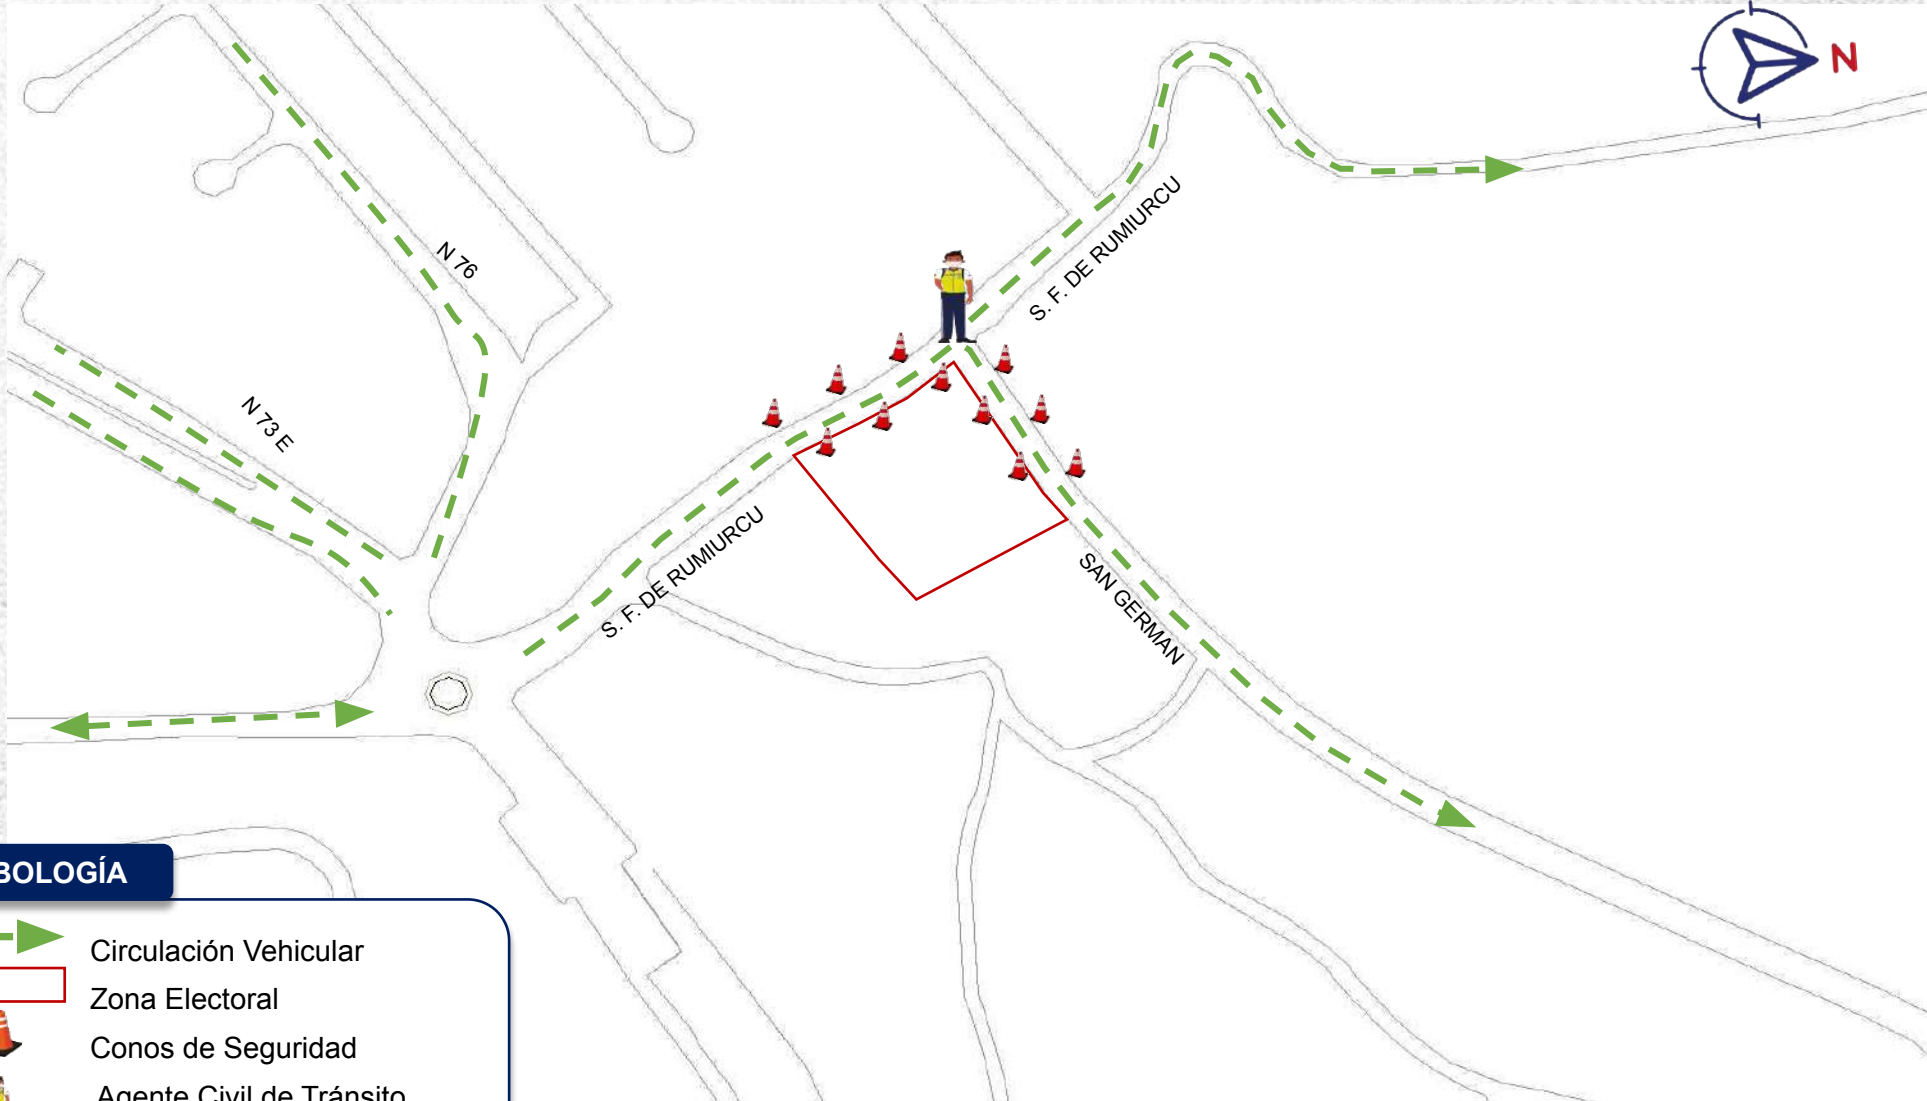 N
S. F. DE RUMIURCU
N 76
N 73 E
S. F. DE RUMIURCU
SAN GERMAN
BOLOGÍA
Circulación Vehicular
Zona Electoral
Conos de Seguridad
Agente Civil de Tránsito